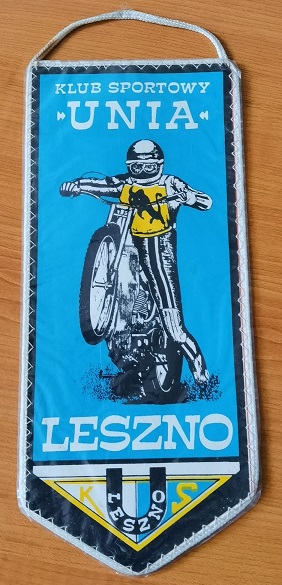 KLUB SPORTOWY
»UNIA«
LESZNO
K U S
LESZNO